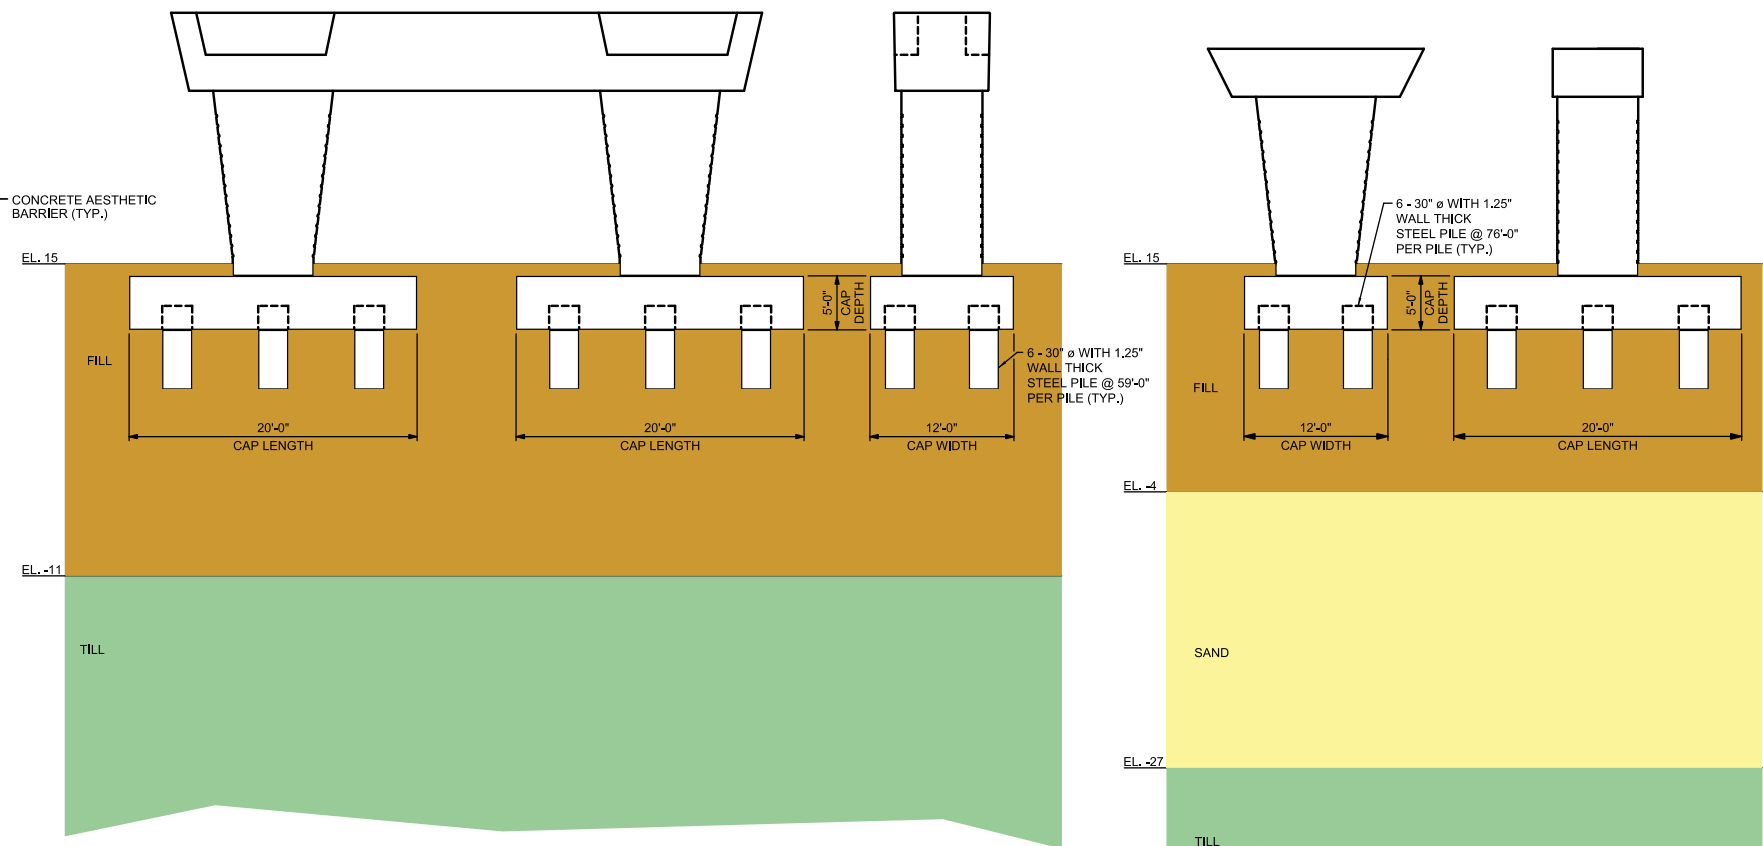 CONCRETE AESTHETIC
BARRIER (TYP.)
EL. 15
5'-0"
CAP
DEPTH
FILL
6 - 30" ø WITH 1.25"
WALL THICK
STEEL PILE @ 59'-0"
PER PILE (TYP.)
20'-0"
CAP LENGTH
20'-0"
CAP LENGTH
12'-0"
CAP WIDTH
EL. -11
TILL
6 - 30" ø WITH 1.25"
WALL THICK
STEEL PILE @ 76'-0"
PER PILE (TYP.)
EL. 15
5'-0"
CAP
DEPTH
FILL
12'-0"
CAP WIDTH
20'-0"
CAP LENGTH
EL. -4
SAND
EL. -27
TILL